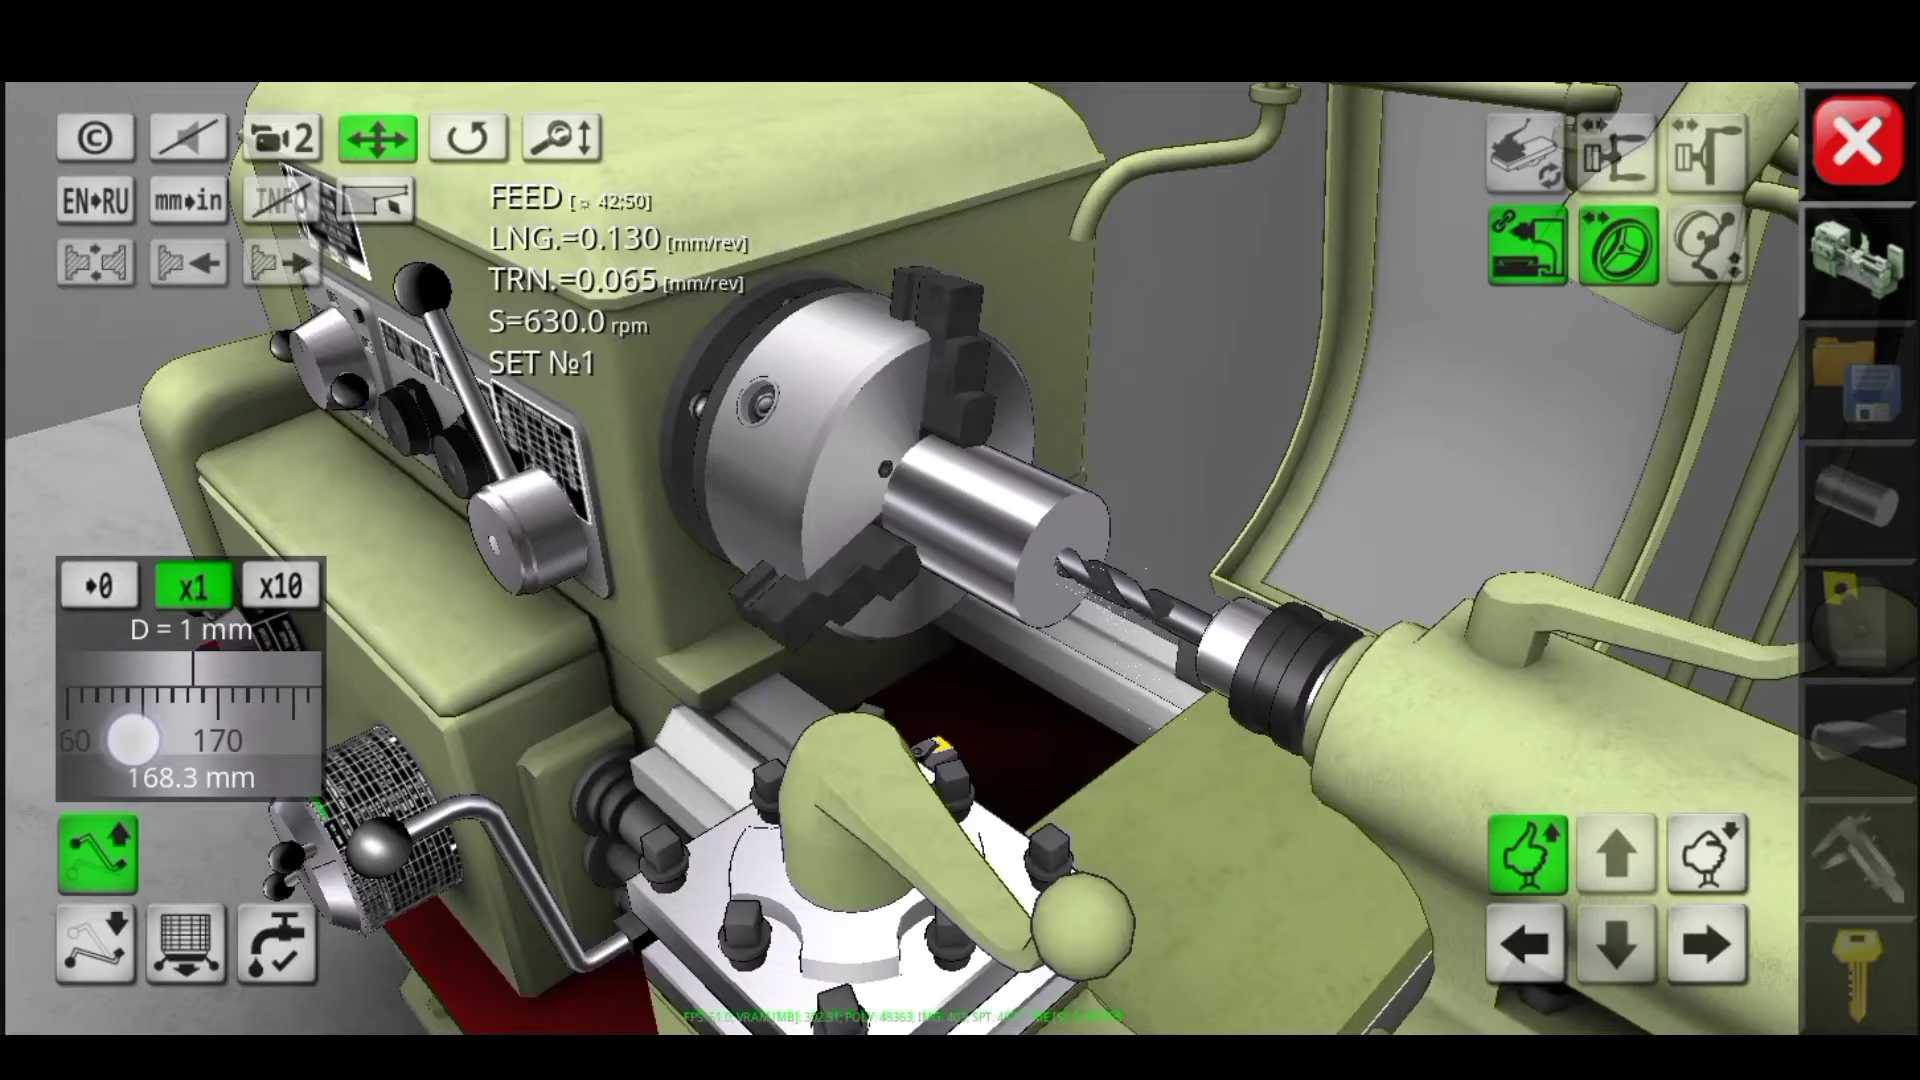 ©
2
EN RU
mm in
INFO
FEED [ 42:50]
LNG.=0.130 [mm/rev]
TRN.=0.065 [mm/rev]
S=630.0 rpm
SET №1
0 x1 x10
D = 1 mm
60 170
168.3 mm